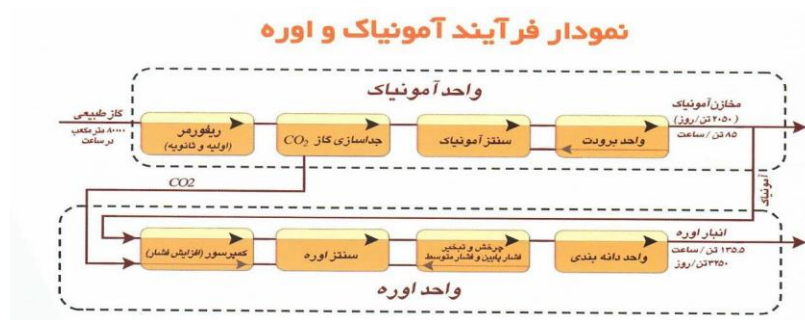 نمودار فرآیند آمونیاک و اوره
واحد آمونیاک
گاز طبیعی
۸۰۰۰۰ متر مکعب
در ساعت
ریفورمر
(اولیه و ثانویه)
جداسازی گاز CO₂
سنتز آمونیاک
واحد برودت
مخازن آمونیاک
(۲۰۵۰ تن/روز)
۸۵ تن / ساعت
CO2
آمونیاک
کمپرسور (افزایش فشار)
سنتز اوره
چرخش و تبخیر
فشار پایین و فشار متوسط
واحد دانه بندی
انبار اوره
۱۳۵.۵ تن / ساعت
۳۲۵۰ تن/روز
واحد اوره